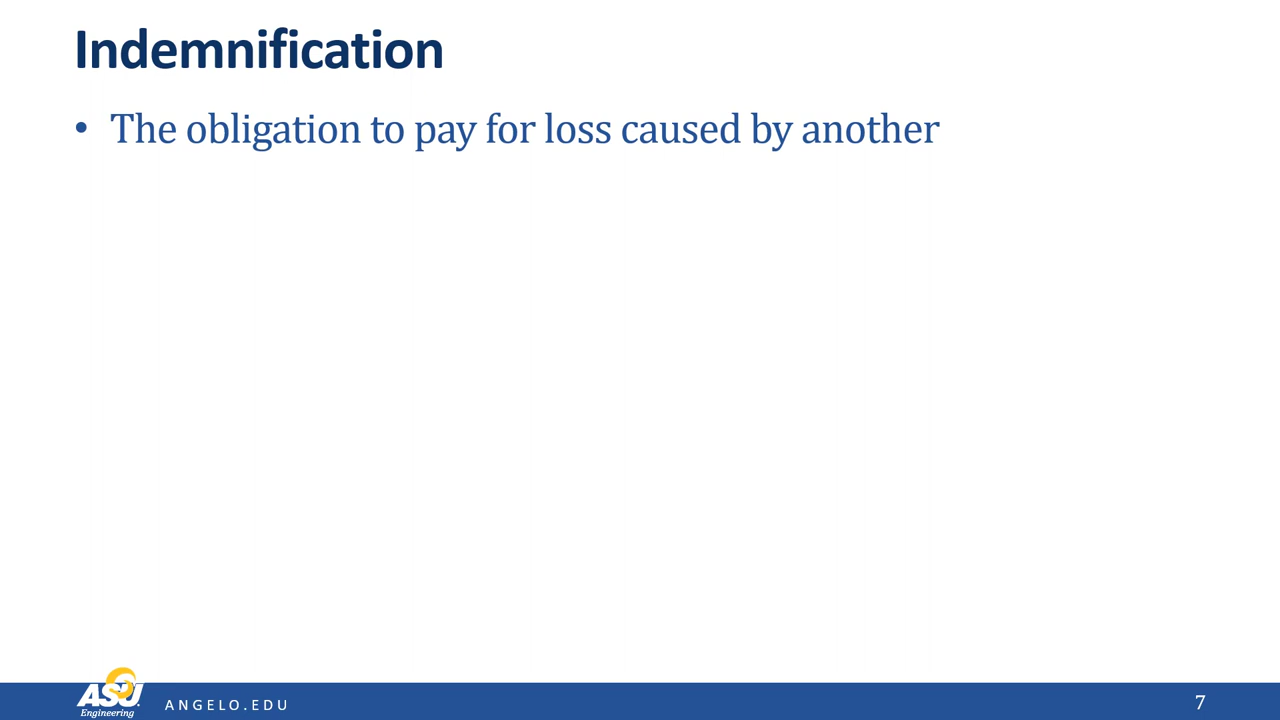 Indemnification
• The obligation to pay for loss caused by another
ASU
Engineering
ANGELO.EDU
7